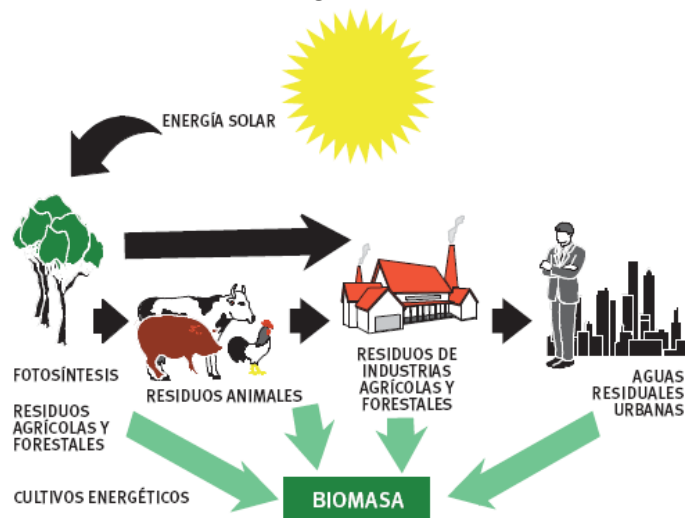 ENERGÍA SOLAR
FOTOSÍNTESIS
RESIDUOS
AGRÍCOLAS Y
FORESTALES
CULTIVOS ENERGÉTICOS
RESIDUOS ANIMALES
RESIDUOS DE
INDUSTRIAS
AGRÍCOLAS Y
FORESTALES
AGUAS
RESIDUALES
URBANAS
BIOMASA